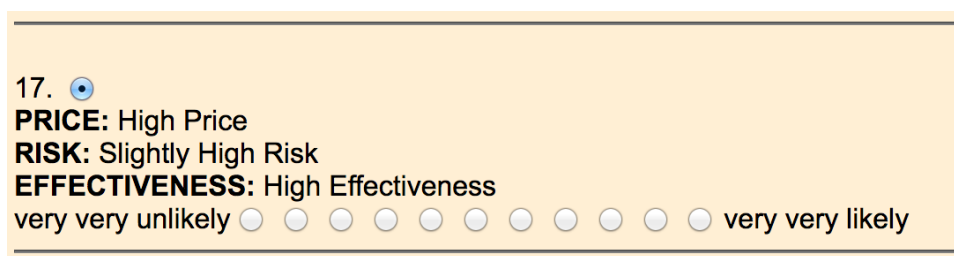 17.
PRICE: High Price
RISK: Slightly High Risk
EFFECTIVENESS: High Effectiveness
very very unlikely very very likely